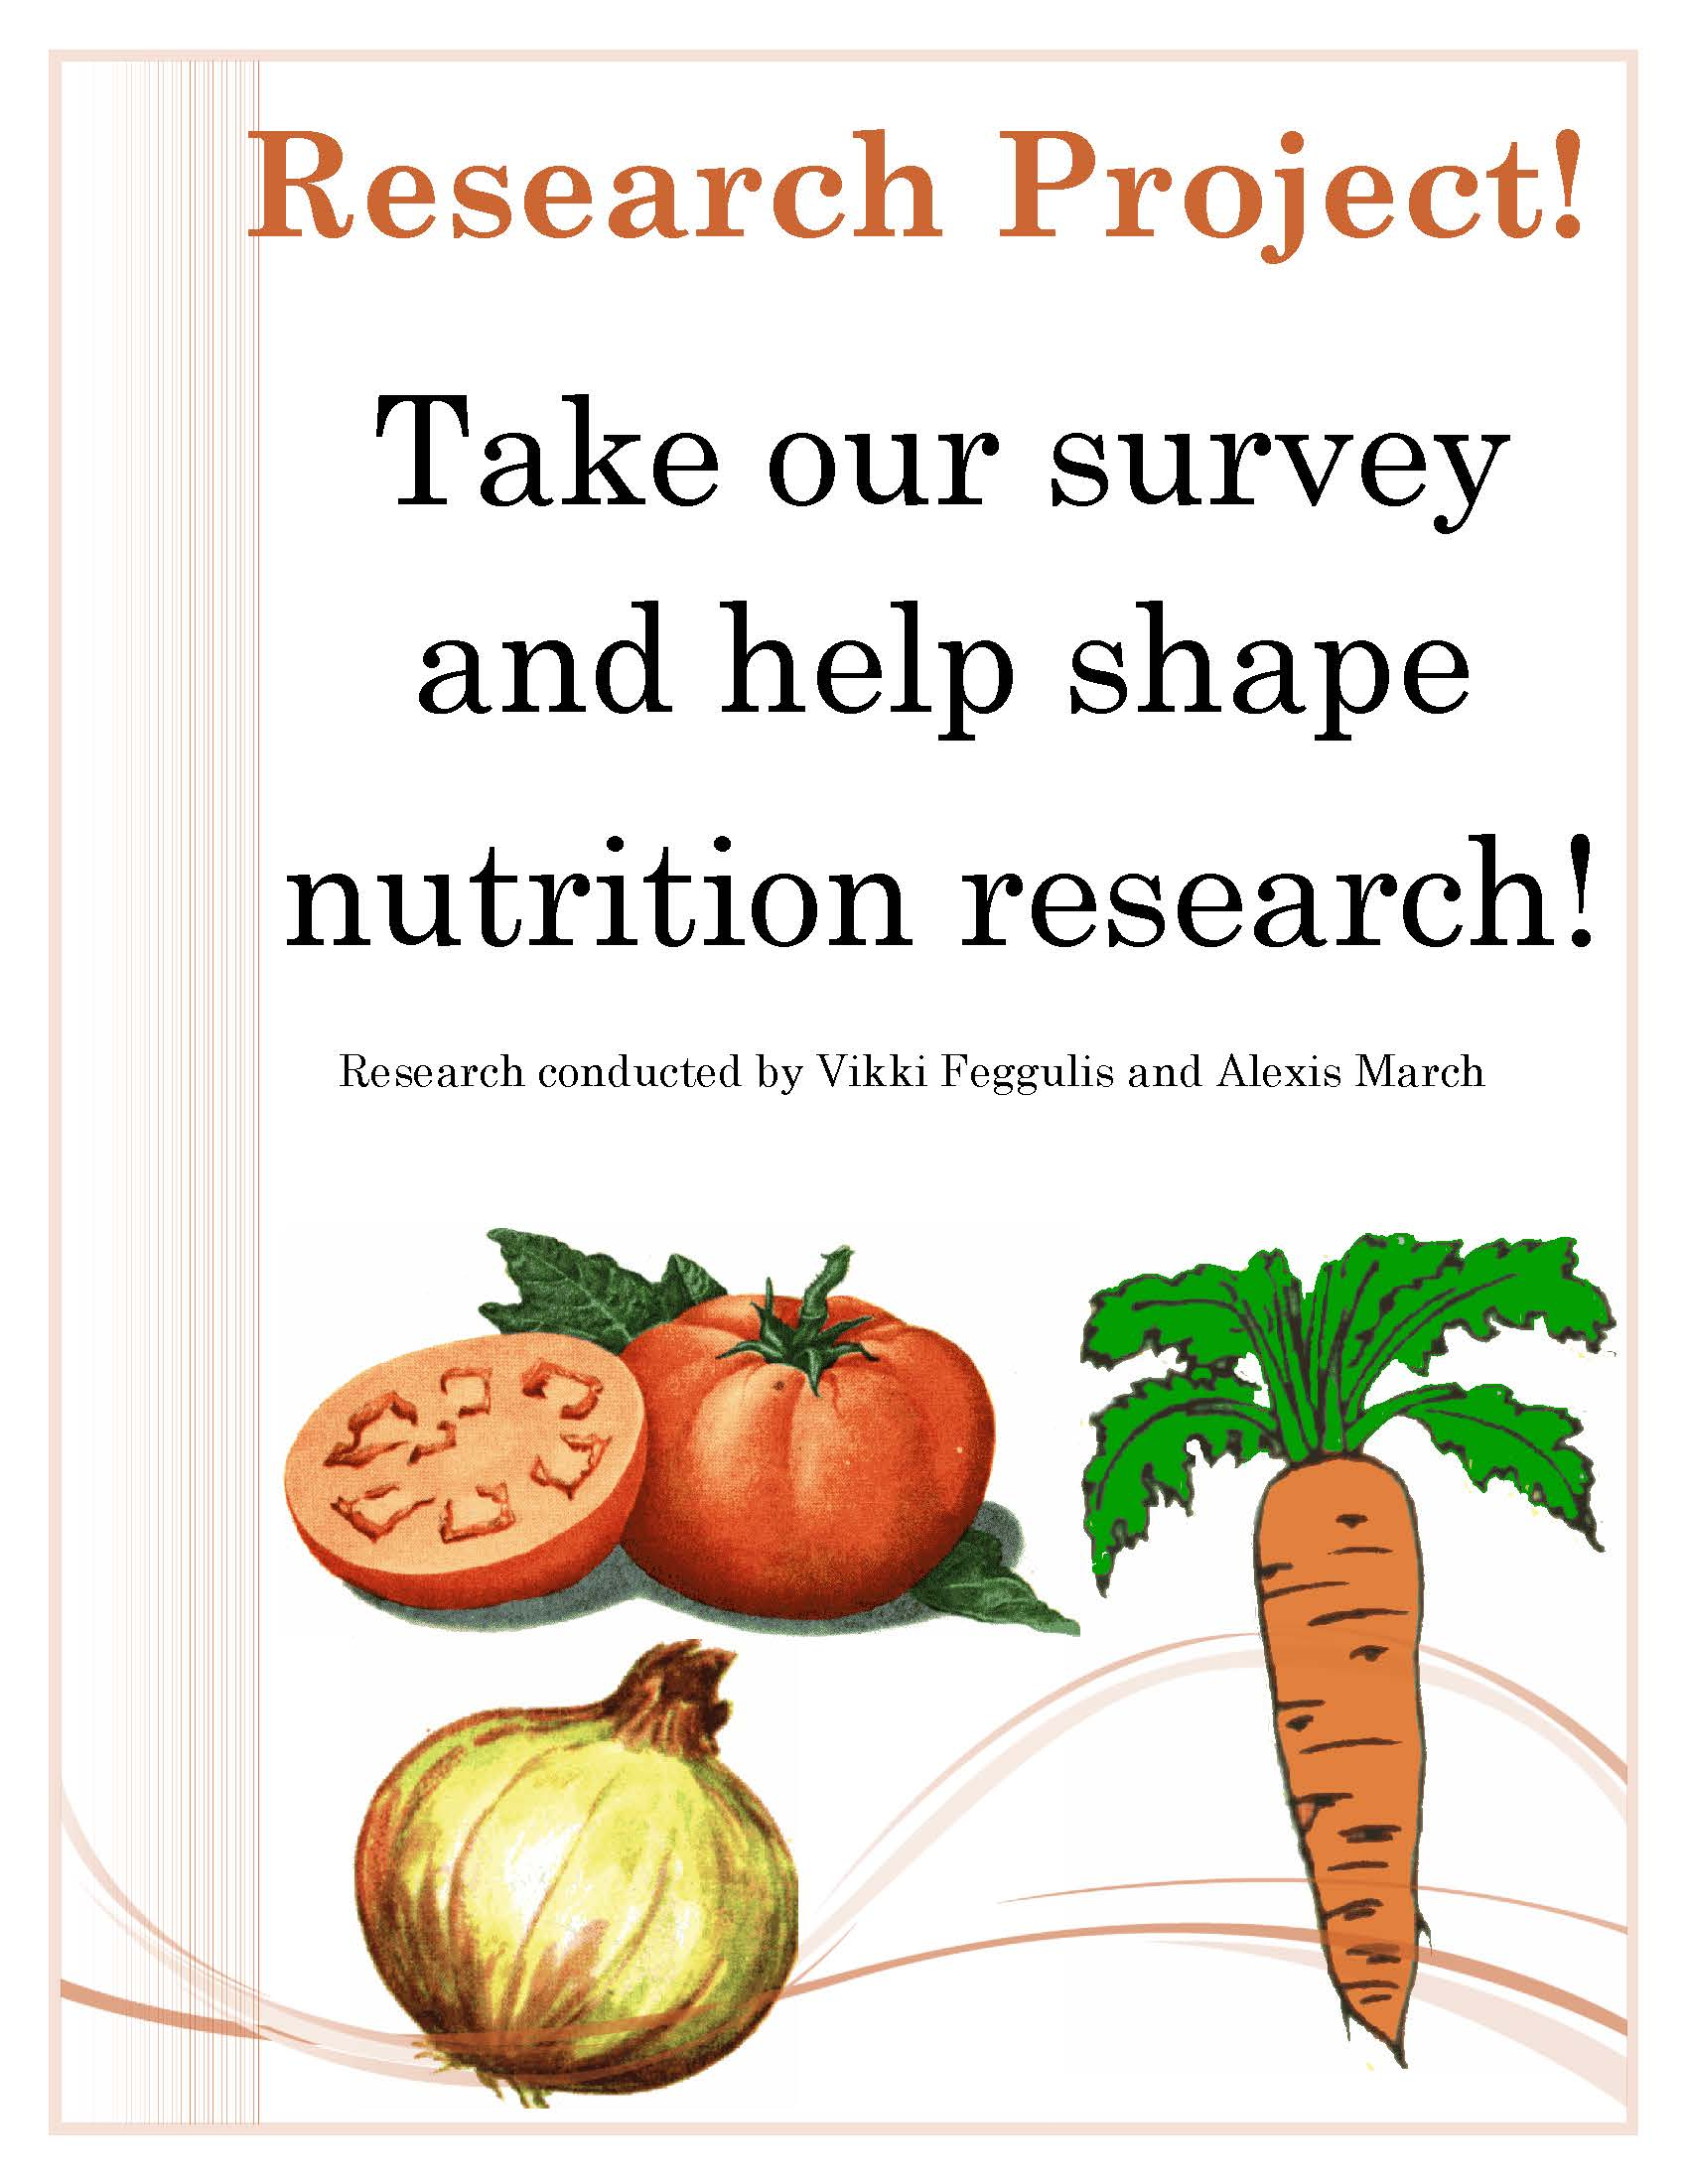 Research Project!
Take our survey
and help shape
nutrition research!
Research conducted by Vikki Feggulis and Alexis March